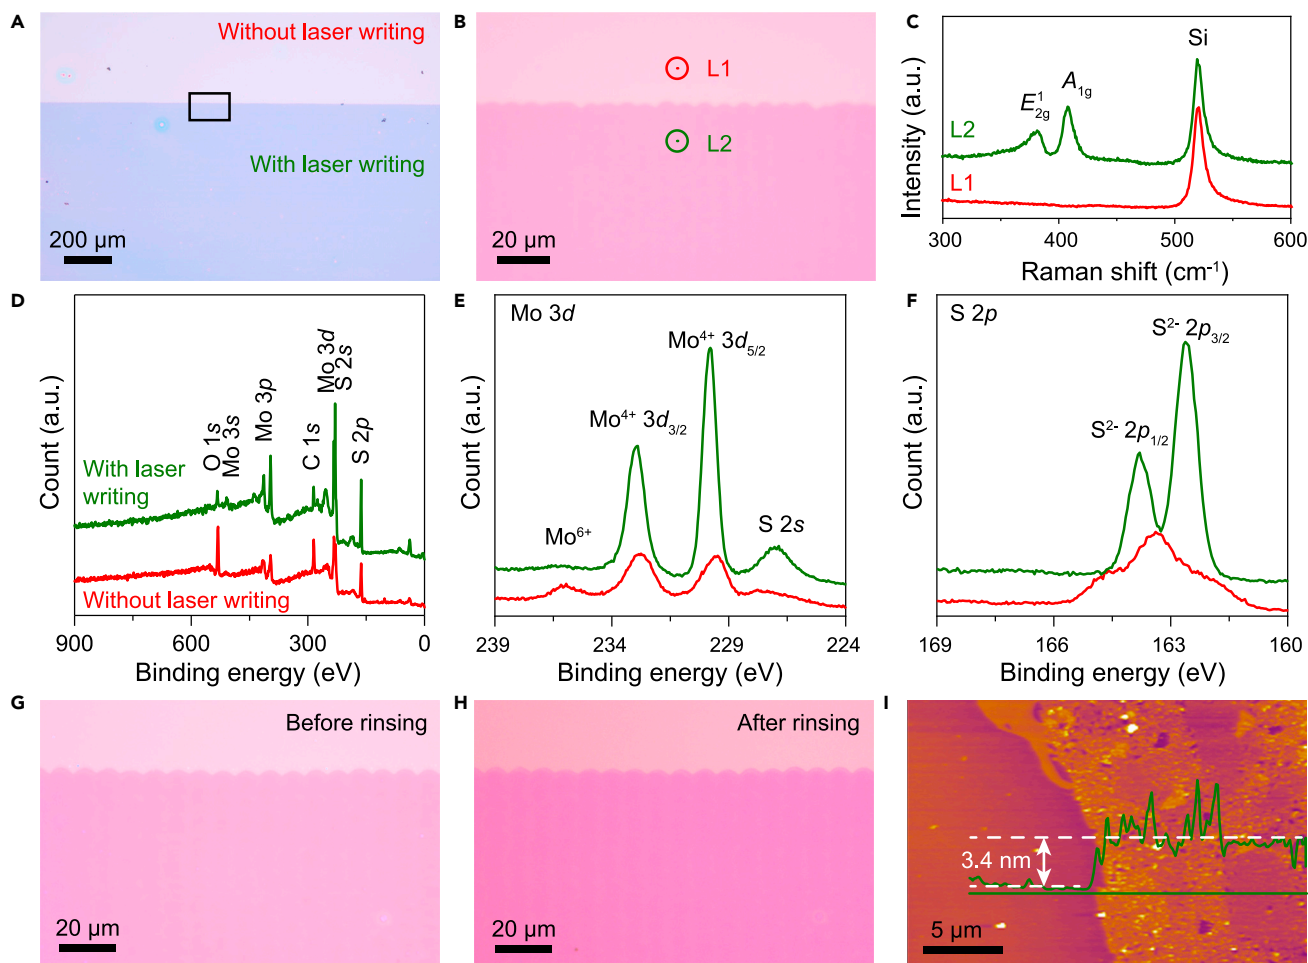 A
Without laser writing
With laser writing
200 μm
B
L1
L2
20 μm
C
Intensity (a.u.)
Si
E¹₂g
A₁g
L2
L1
300 400 500 600
Raman shift (cm⁻¹)
D
Count (a.u.)
O 1s
Mo 3s
Mo 3p
C 1s
Mo 3d
S 2s
S 2p
With laser
writing
Without laser writing
900 600 300 0
Binding energy (eV)
E
Mo 3d
Count (a.u.)
Mo⁴⁺ 3d₅/₂
Mo⁴⁺ 3d₃/₂
Mo⁶⁺
S 2s
239 234 229 224
Binding energy (eV)
F
S 2p
Count (a.u.)
S²⁻ 2p₃/₂
S²⁻ 2p₁/₂
169 166 163 160
Binding energy (eV)
G
Before rinsing
20 μm
H
After rinsing
20 μm
I
3.4 nm
5 μm